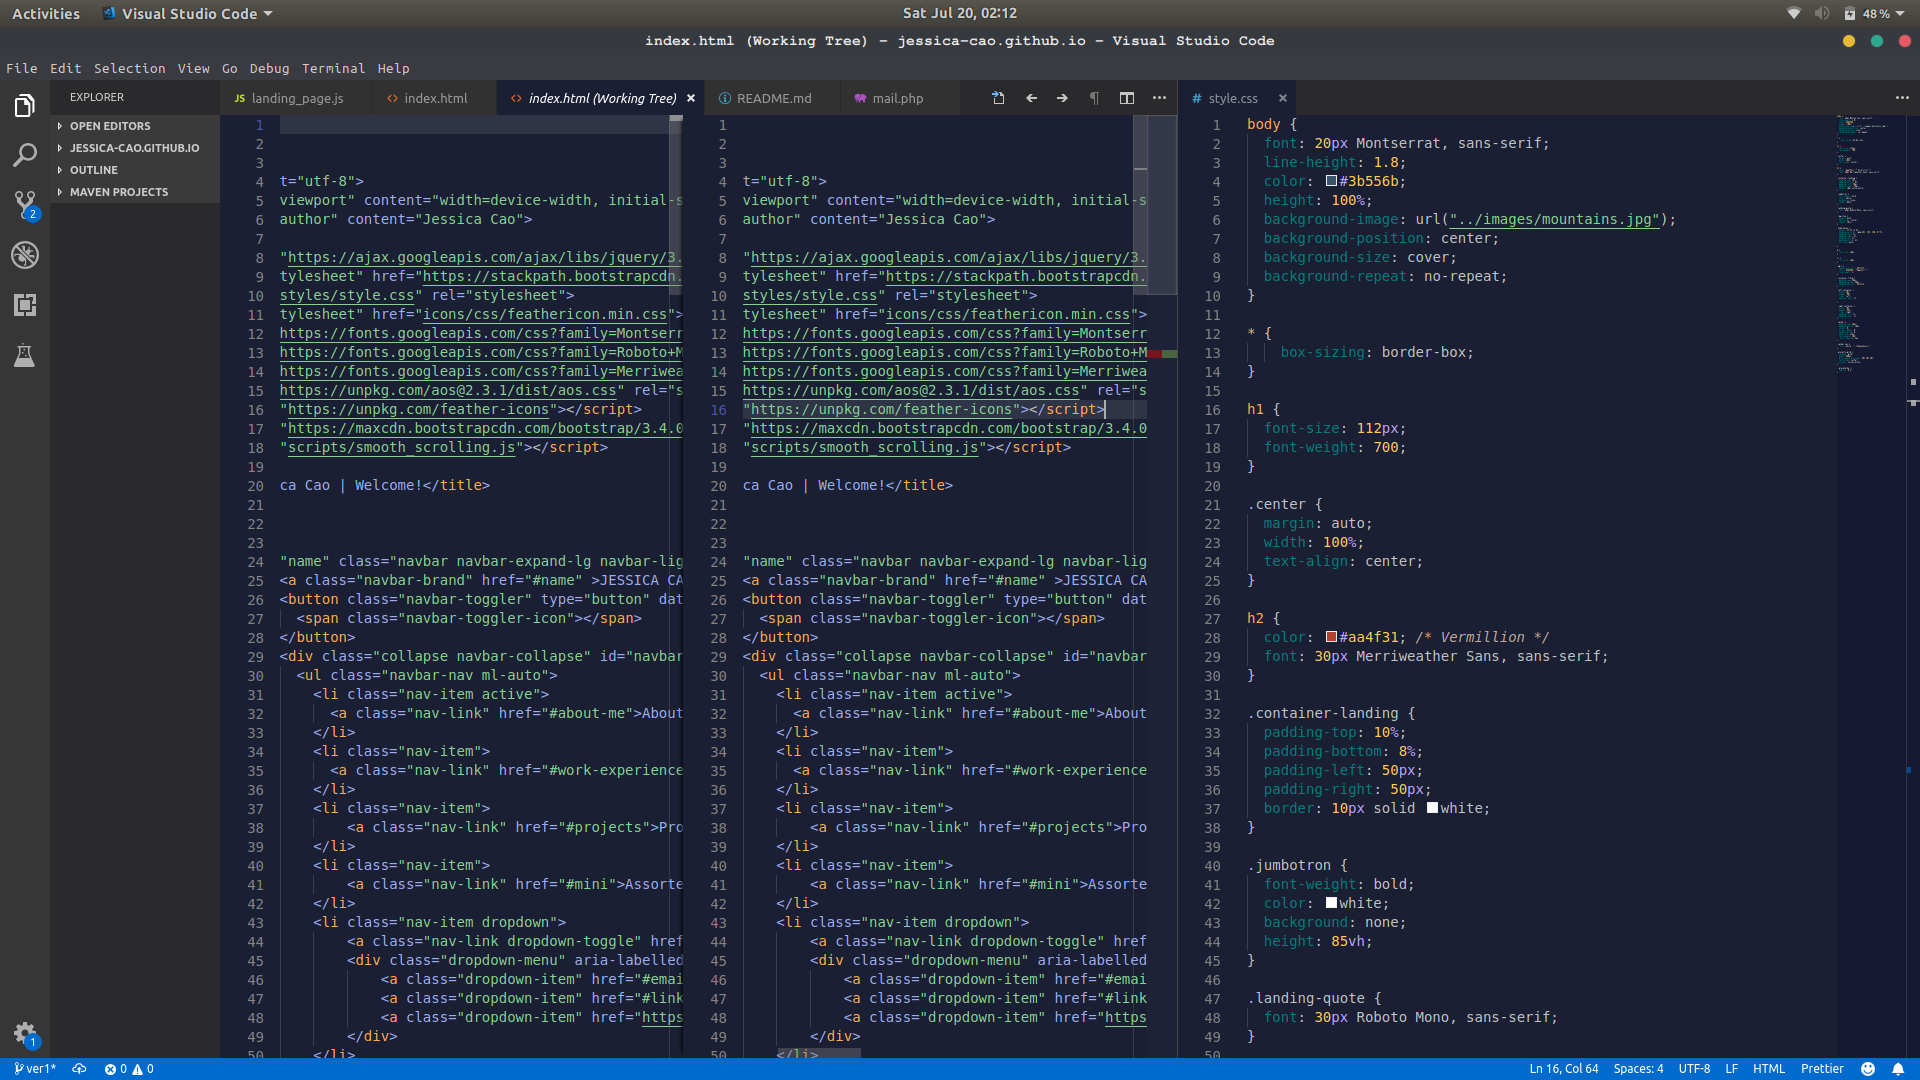 Activities
Visual Studio Code
Sat Jul 20, 02:12
48 %
index.html (Working Tree) - jessica-cao.github.io - Visual Studio Code
File Edit Selection View Go Debug Terminal Help
EXPLORER
OPEN EDITORS
JESSICA-CAO.GITHUB.IO
OUTLINE
MAVEN PROJECTS
2
1
JS landing_page.js
<> index.html
<> index.html (Working Tree) ×
README.md
mail.php
# style.css ×
1
2
3
4 t="utf-8">
5 viewport" content="width=device-width, initial-s
6 author" content="Jessica Cao">
7
8 "https://ajax.googleapis.com/ajax/libs/jquery/3.
9 tylesheet" href="https://stackpath.bootstrapcdn.
10 styles/style.css" rel="stylesheet">
11 tylesheet" href="icons/css/feathericon.min.css">
12 https://fonts.googleapis.com/css?family=Montserr
13 https://fonts.googleapis.com/css?family=Roboto+M
14 https://fonts.googleapis.com/css?family=Merriwea
15 https://unpkg.com/aos@2.3.1/dist/aos.css" rel="s
16 "https://unpkg.com/feather-icons"></script>
17 "https://maxcdn.bootstrapcdn.com/bootstrap/3.4.0
18 "scripts/smooth_scrolling.js"></script>
19
20 ca Cao | Welcome!</title>
21
22
23
24 "name" class="navbar navbar-expand-lg navbar-lig
25 <a class="navbar-brand" href="#name" >JESSICA CA
26 <button class="navbar-toggler" type="button" dat
27 <span class="navbar-toggler-icon"></span>
28 </button>
29 <div class="collapse navbar-collapse" id="navbar
30 <ul class="navbar-nav ml-auto">
31 <li class="nav-item active">
32 <a class="nav-link" href="#about-me">About
33 </li>
34 <li class="nav-item">
35 <a class="nav-link" href="#work-experience
36 </li>
37 <li class="nav-item">
38 <a class="nav-link" href="#projects">Pro
39 </li>
40 <li class="nav-item">
41 <a class="nav-link" href="#mini">Assorte
42 </li>
43 <li class="nav-item dropdown">
44 <a class="nav-link dropdown-toggle" href
45 <div class="dropdown-menu" aria-labelled
46 <a class="dropdown-item" href="#emai
47 <a class="dropdown-item" href="#link
48 <a class="dropdown-item" href="https
49 </div>
50 </li>
1
2
3
4 t="utf-8">
5 viewport" content="width=device-width, initial-s
6 author" content="Jessica Cao">
7
8 "https://ajax.googleapis.com/ajax/libs/jquery/3.
9 tylesheet" href="https://stackpath.bootstrapcdn.
10 styles/style.css" rel="stylesheet">
11 tylesheet" href="icons/css/feathericon.min.css">
12 https://fonts.googleapis.com/css?family=Montserr
13 https://fonts.googleapis.com/css?family=Roboto+M
14 https://fonts.googleapis.com/css?family=Merriwea
15 https://unpkg.com/aos@2.3.1/dist/aos.css" rel="s
16 "https://unpkg.com/feather-icons"></script>
17 "https://maxcdn.bootstrapcdn.com/bootstrap/3.4.0
18 "scripts/smooth_scrolling.js"></script>
19
20 ca Cao | Welcome!</title>
21
22
23
24 "name" class="navbar navbar-expand-lg navbar-lig
25 <a class="navbar-brand" href="#name" >JESSICA CA
26 <button class="navbar-toggler" type="button" dat
27 <span class="navbar-toggler-icon"></span>
28 </button>
29 <div class="collapse navbar-collapse" id="navbar
30 <ul class="navbar-nav ml-auto">
31 <li class="nav-item active">
32 <a class="nav-link" href="#about-me">About
33 </li>
34 <li class="nav-item">
35 <a class="nav-link" href="#work-experience
36 </li>
37 <li class="nav-item">
38 <a class="nav-link" href="#projects">Pro
39 </li>
40 <li class="nav-item">
41 <a class="nav-link" href="#mini">Assorte
42 </li>
43 <li class="nav-item dropdown">
44 <a class="nav-link dropdown-toggle" href
45 <div class="dropdown-menu" aria-labelled
46 <a class="dropdown-item" href="#emai
47 <a class="dropdown-item" href="#link
48 <a class="dropdown-item" href="https
49 </div>
50 </li>
1 body {
2 font: 20px Montserrat, sans-serif;
3 line-height: 1.8;
4 color: #3b556b;
5 height: 100%;
6 background-image: url("../images/mountains.jpg");
7 background-position: center;
8 background-size: cover;
9 background-repeat: no-repeat;
10 }
11
12 * {
13 box-sizing: border-box;
14 }
15
16 h1 {
17 font-size: 112px;
18 font-weight: 700;
19 }
20
21 .center {
22 margin: auto;
23 width: 100%;
24 text-align: center;
25 }
26
27 h2 {
28 color: #aa4f31; /* Vermillion */
29 font: 30px Merriweather Sans, sans-serif;
30 }
31
32 .container-landing {
33 padding-top: 10%;
34 padding-bottom: 8%;
35 padding-left: 50px;
36 padding-right: 50px;
37 border: 10px solid white;
38 }
39
40 .jumbotron {
41 font-weight: bold;
42 color: white;
43 background: none;
44 height: 85vh;
45 }
46
47 .landing-quote {
48 font: 30px Roboto Mono, sans-serif;
49 }
50
ver1* 0 0
Ln 16, Col 64 Spaces: 4 UTF-8 LF HTML Prettier